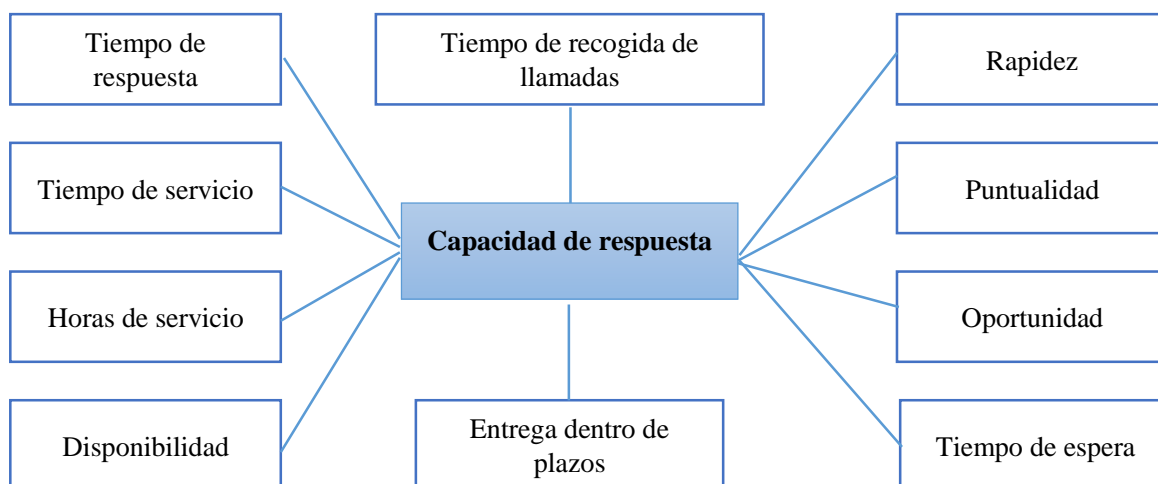 Tiempo de
respuesta
Tiempo de recogida de
llamadas
Rapidez
Tiempo de servicio
Puntualidad
Capacidad de respuesta
Horas de servicio
Oportunidad
Disponibilidad
Entrega dentro de
plazos
Tiempo de espera